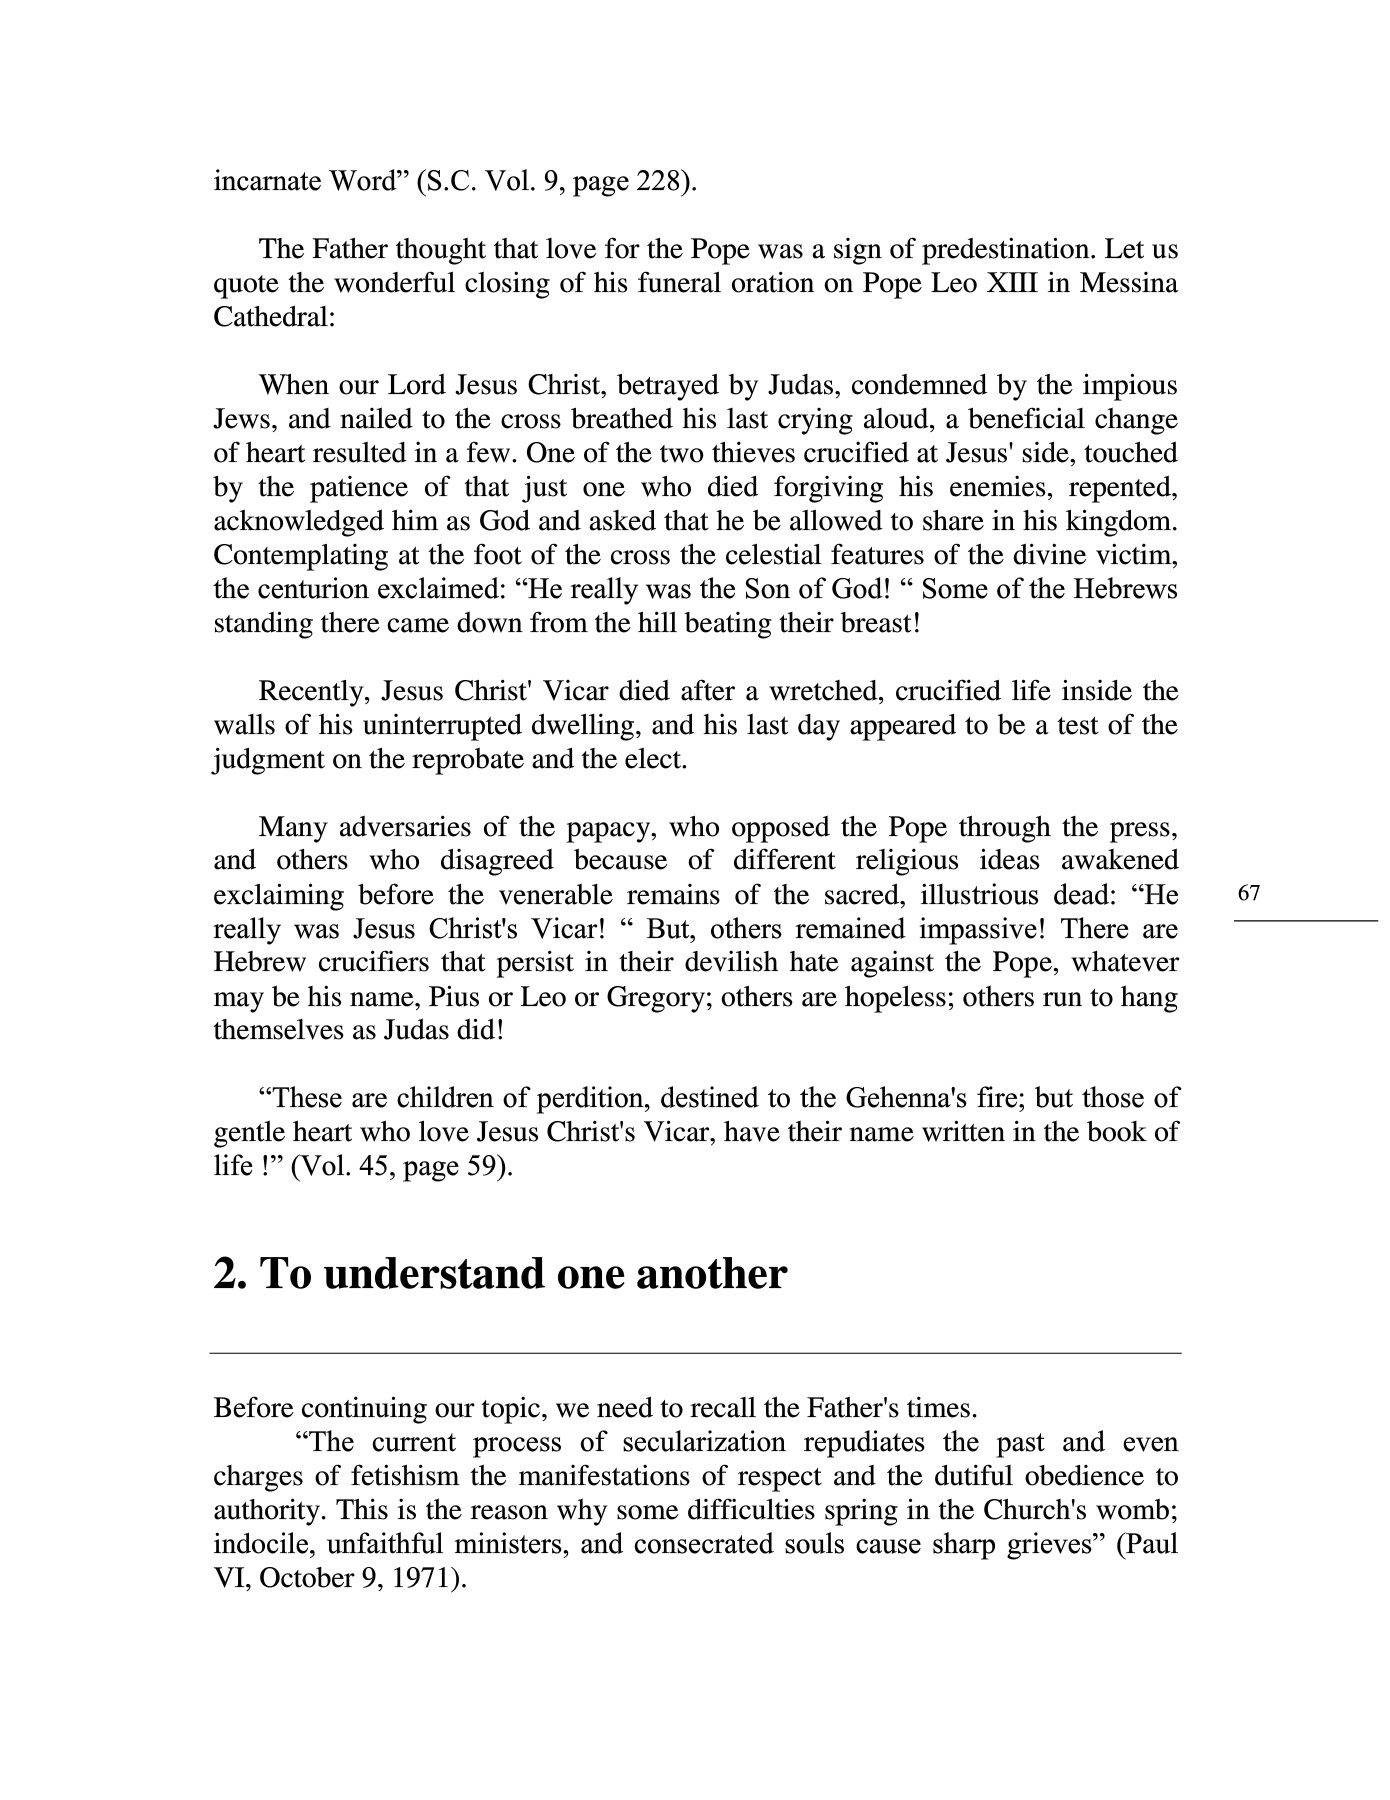 incarnate Word” (S.C. Vol. 9, page 228).
The Father thought that love for the Pope was a sign of predestination. Let us
quote the wonderful closing of his funeral oration on Pope Leo XIII in Messina
Cathedral:
When our Lord Jesus Christ, betrayed by Judas, condemned by the impious
Jews, and nailed to the cross breathed his last crying aloud, a beneficial change
of heart resulted in a few. One of the two thieves crucified at Jesus' side, touched
by the patience of that just one who died forgiving his enemies, repented,
acknowledged him as God and asked that he be allowed to share in his kingdom.
Contemplating at the foot of the cross the celestial features of the divine victim,
the centurion exclaimed: “He really was the Son of God! “ Some of the Hebrews
standing there came down from the hill beating their breast!
Recently, Jesus Christ' Vicar died after a wretched, crucified life inside the
walls of his uninterrupted dwelling, and his last day appeared to be a test of the
judgment on the reprobate and the elect.
Many adversaries of the papacy, who opposed the Pope through the press,
and others who disagreed because of different religious ideas awakened
exclaiming before the venerable remains of the sacred, illustrious dead: “He
really was Jesus Christ's Vicar! “ But, others remained impassive! There are
Hebrew crucifiers that persist in their devilish hate against the Pope, whatever
may be his name, Pius or Leo or Gregory; others are hopeless; others run to hang
themselves as Judas did!
67
“These are children of perdition, destined to the Gehenna's fire; but those of
gentle heart who love Jesus Christ's Vicar, have their name written in the book of
life !” (Vol. 45, page 59).
2. To understand one another
Before continuing our topic, we need to recall the Father's times.
“The current process of secularization repudiates the past and even
charges of fetishism the manifestations of respect and the dutiful obedience to
authority. This is the reason why some difficulties spring in the Church's womb;
indocile, unfaithful ministers, and consecrated souls cause sharp grieves” (Paul
VI, October 9, 1971).